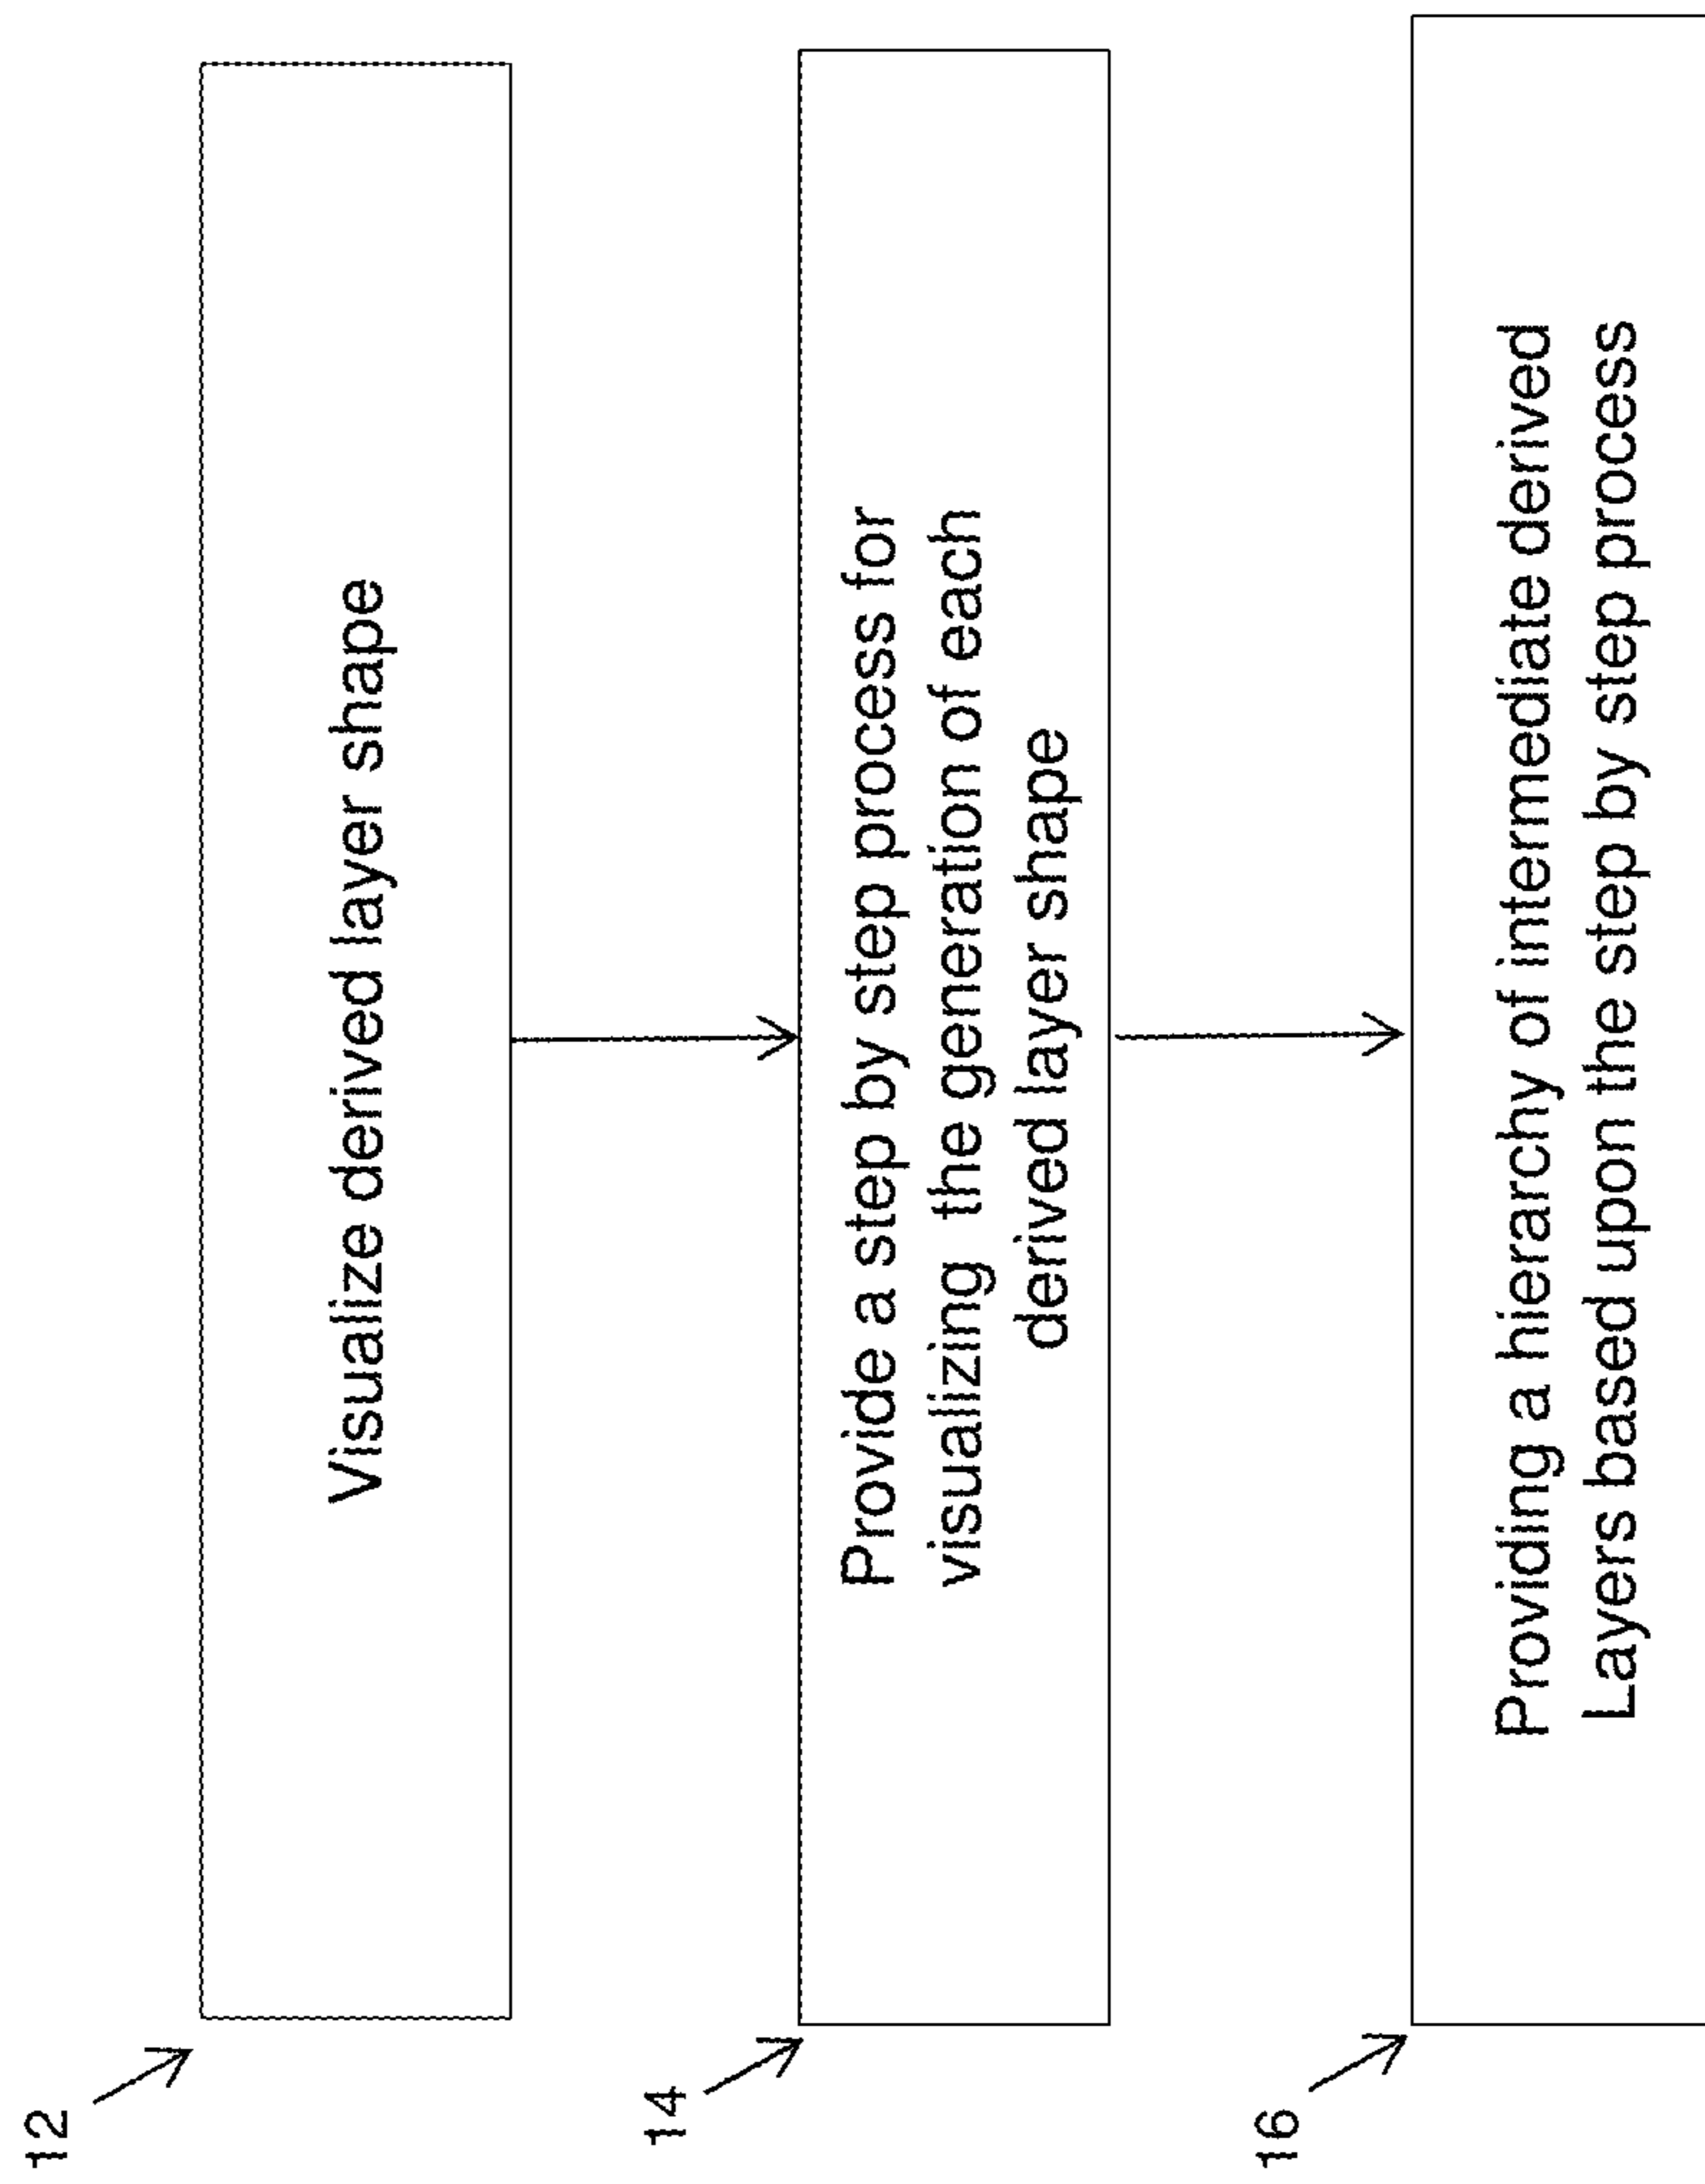 12
Visualize derived layer shape
14
Provide a step by step process for
visualizing the generation of each
derived layer shape
16
Providing a hierarchy of intermediate derived
Layers based upon the step by step process